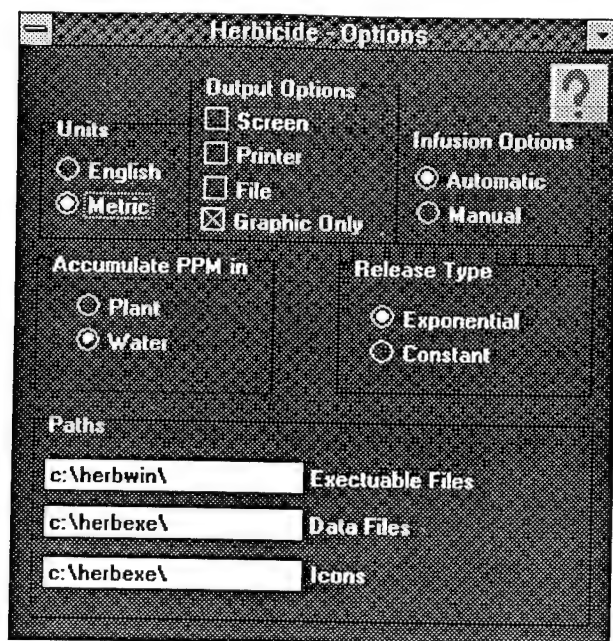 Herbicide - Options
?
Output Options
Screen
Printer
File
Graphic Only
Units
English
Metric
Infusion Options
Automatic
Manual
Accumulate PPM in
Plant
Water
Release Type
Exponential
Constant
Paths
c:\herbwin\ Exectuable Files
c:\herbexe\ Data Files
c:\herbexe\ Icons